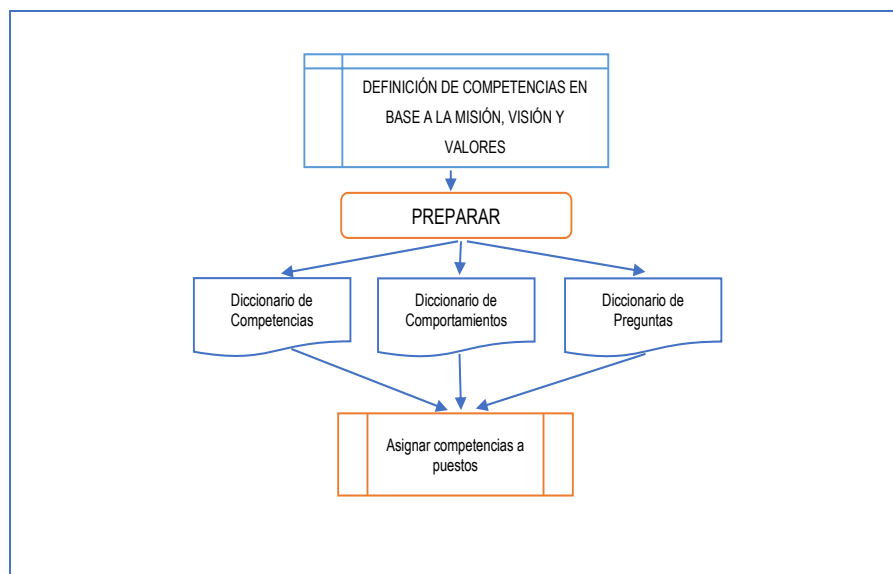 DEFINICIÓN DE COMPETENCIAS EN
BASE A LA MISIÓN, VISIÓN Y
VALORES
PREPARAR
Diccionario de
Competencias
Diccionario de
Comportamientos
Diccionario de
Preguntas
Asignar competencias a
puestos